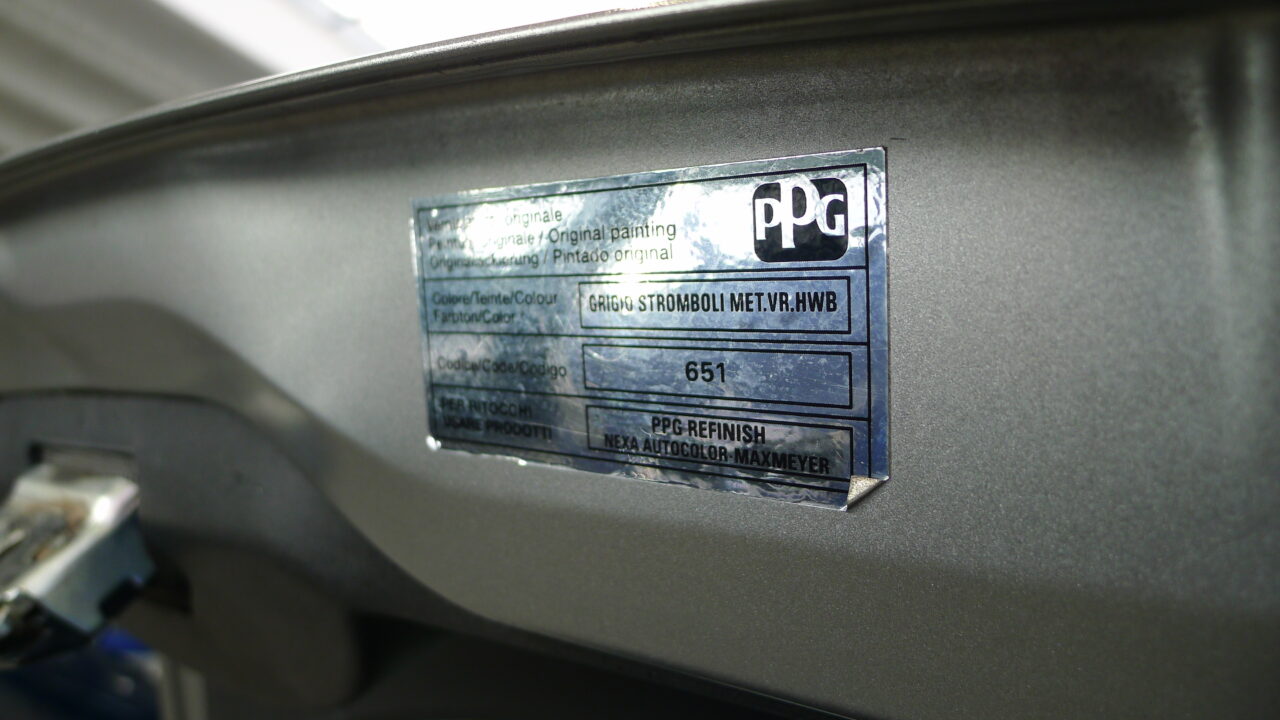 originale
PPG
originale / Original painting
Originallackierung / Pintado original
Colore/Teinte/Colour
GRIGIO STROMBOLI MET.VR.HWB
Farbton/Color
Codice/Code/Codigo
651
PER RITOCCHI
USARE PRODOTTI
PPG REFINISH
NEXA AUTOCOLOR-MAXMEYER